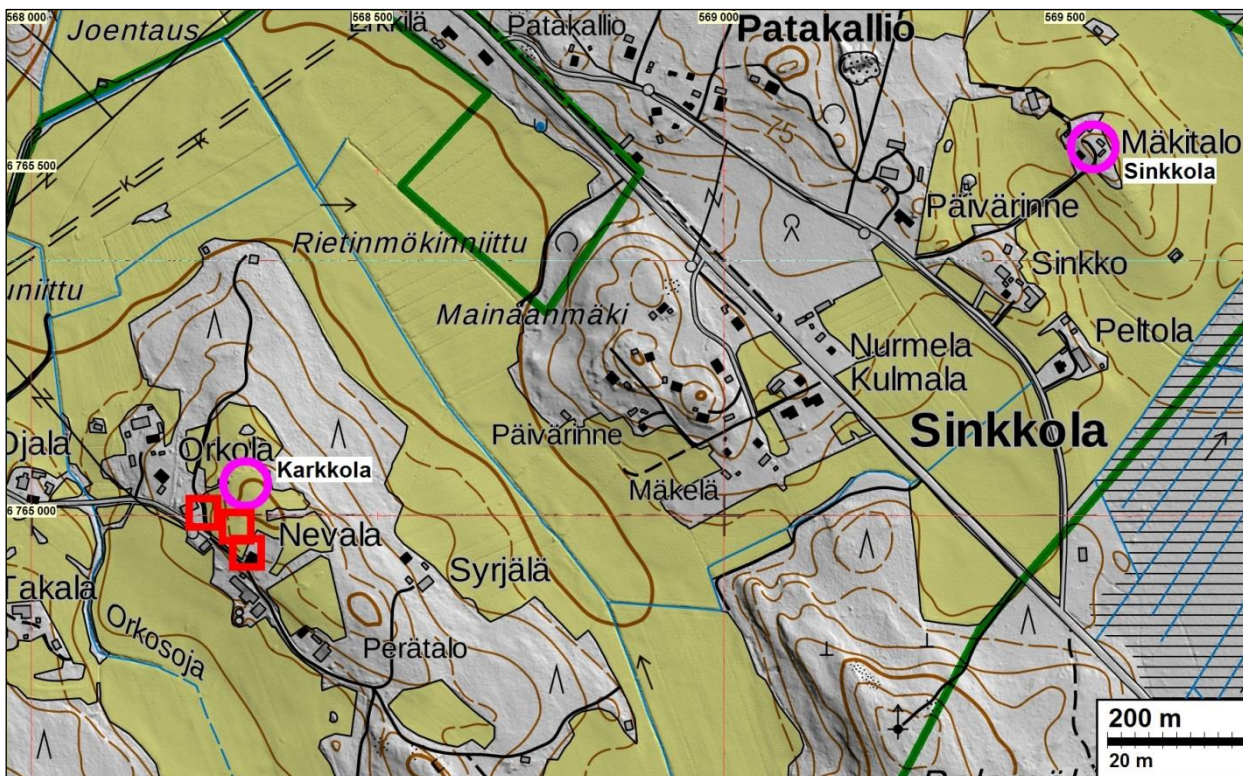 568 000
568 500
569 000
569 500
Joentaus
Erkkilä
Patakallio
Patakallio
75
Mäkitalo
Sinkkola
6 765 500
K
K
N
N
Päivärinne
Rietinmökinniittu
Sinkko
uniittu
Mainaanmäki
Peltola
Nurmela
Kulmala
N
Päivärinne
Sinkkola
Ojala
Orkola
Karkkola
Mäkelä
6 765 000
Nevala
Syrjälä
Takala
Orkosoja
Perätalo
200 m
20 m